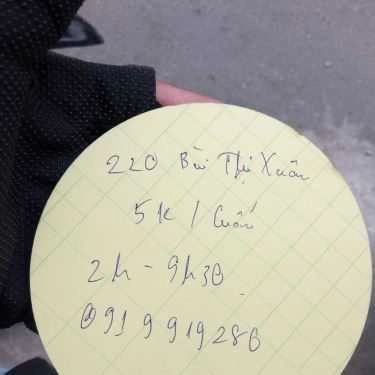 220 Bùi Thị Xuân
5k / Cuốn
2h - 9h30
0919919286